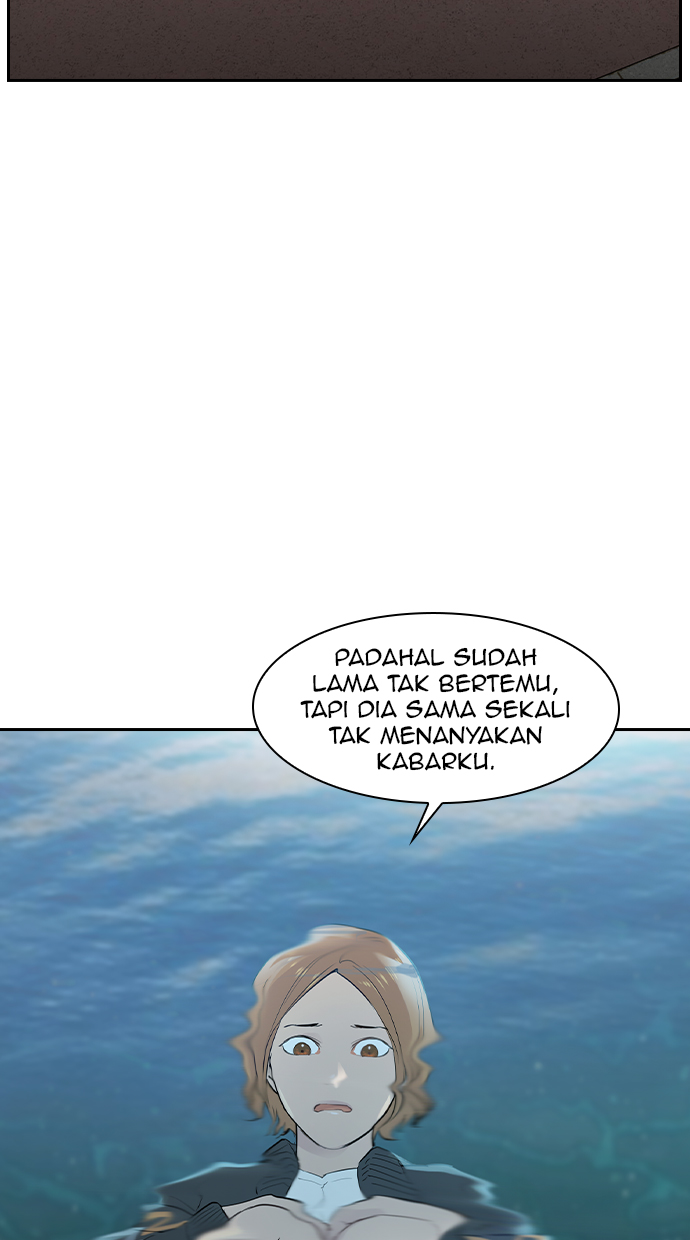 PADAHAL SUDAH
LAMA TAK BERTEMU,
TAPI DIA SAMA SEKALI
TAK MENANYAKAN
KABARKU.